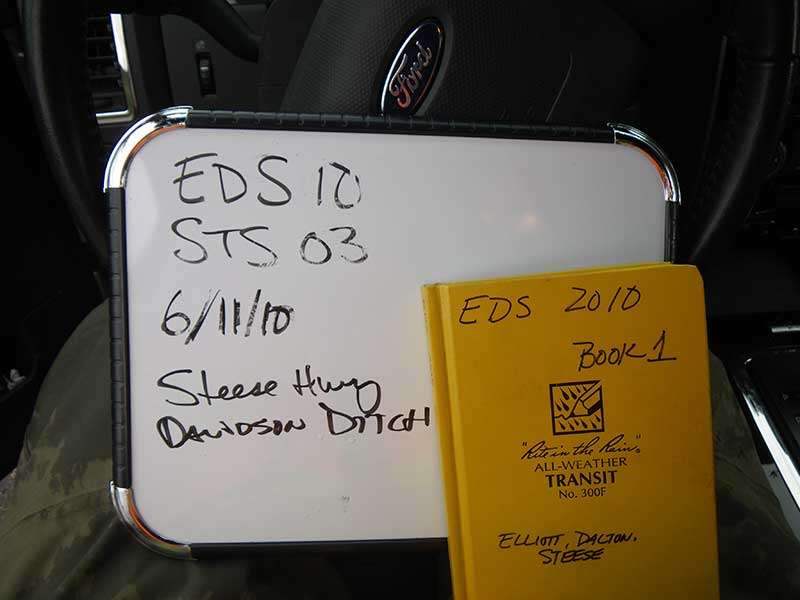 Ford
EDS 10
STS 03
6/11/10
Steese Hwy
DAVIDSON DITCH
EDS 2010
BOOK 1
"Rite in the Rain"
ALL-WEATHER
TRANSIT
No. 300F
ELLIOTT, DALTON,
STEESE